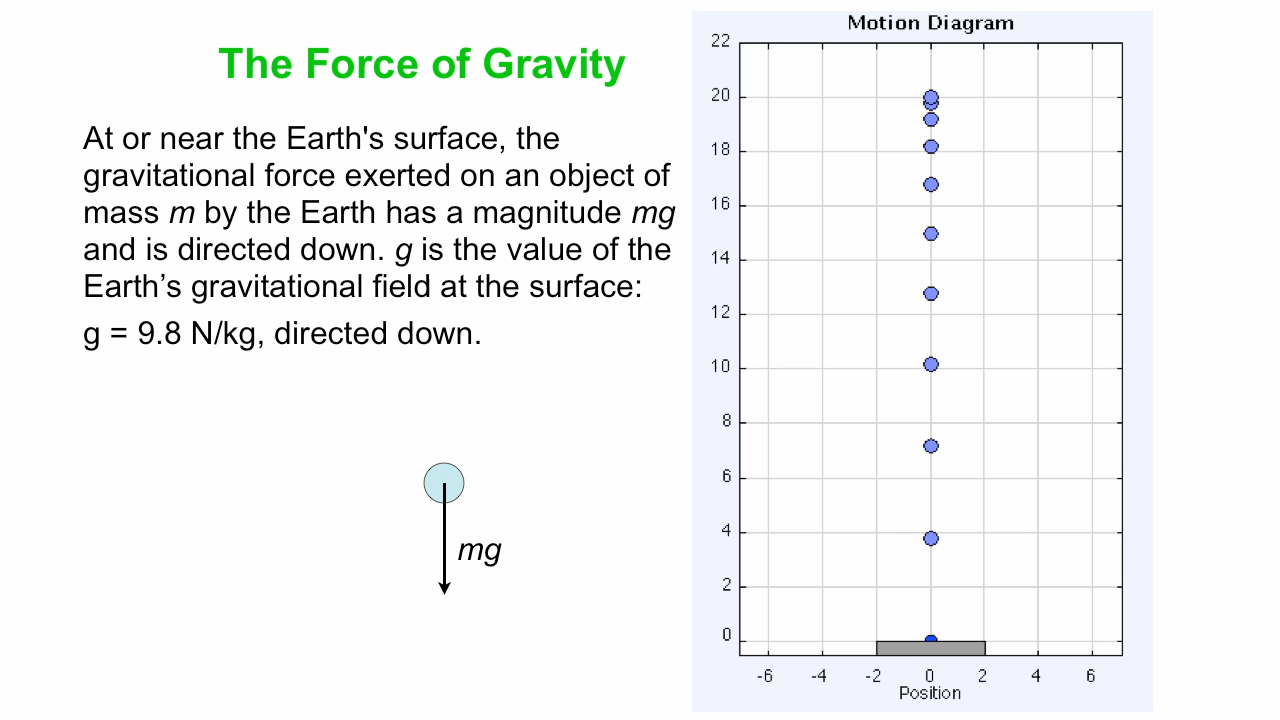 The Force of Gravity
At or near the Earth's surface, the
gravitational force exerted on an object of
mass m by the Earth has a magnitude mg
and is directed down. g is the value of the
Earth’s gravitational field at the surface:
g = 9.8 N/kg, directed down.
mg
Motion Diagram
22
20
18
16
14
12
10
8
6
4
2
0
-6 -4 -2 0 2 4 6
Position